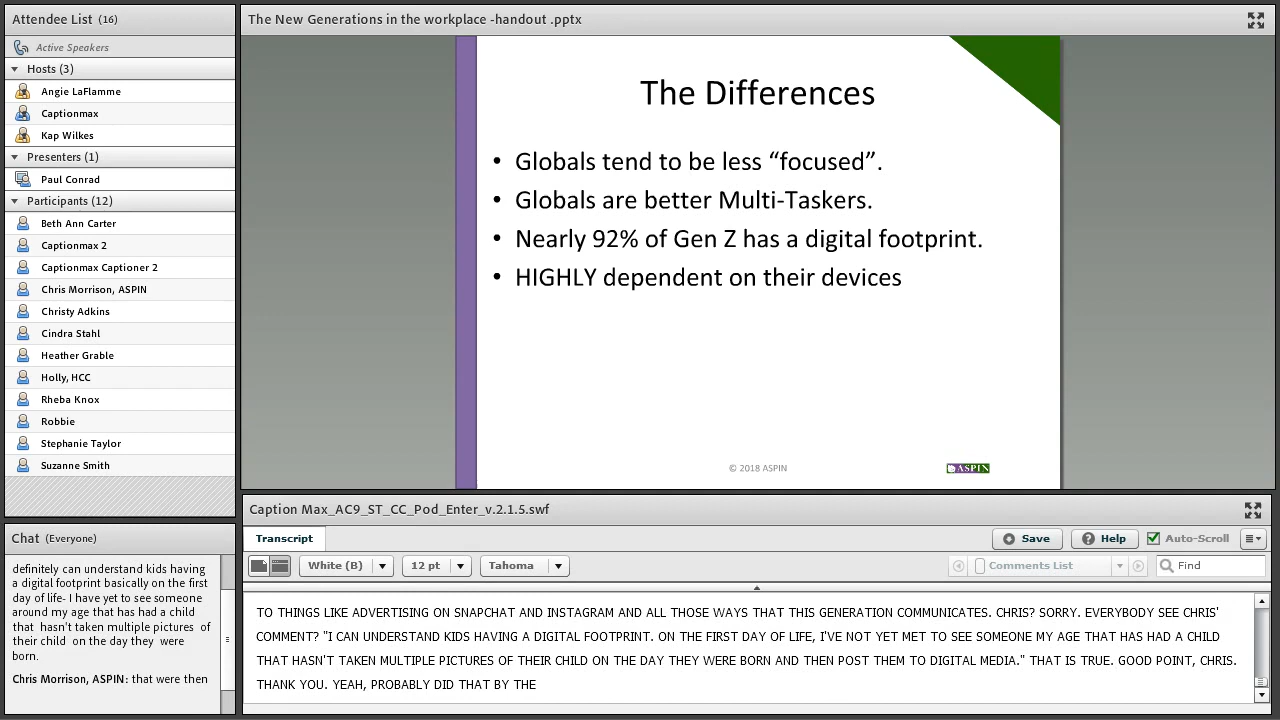 Attendee List (16)
Active Speakers
Hosts (3)
Angie LaFlamme
Captionmax
Kap Wilkes
Presenters (1)
Paul Conrad
Participants (12)
Beth Ann Carter
Captionmax 2
Captionmax Captioner 2
Chris Morrison, ASPIN
Christy Adkins
Cindra Stahl
Heather Grable
Holly, HCC
Rheba Knox
Robbie
Stephanie Taylor
Suzanne Smith
Chat (Everyone)
definitely can understand kids having
a digital footprint basically on the first
day of life- I have yet to see someone
around my age that has had a child
that hasn't taken multiple pictures of
their child on the day they were
born.
Chris Morrison, ASPIN: that were then
The New Generations in the workplace -handout .pptx
The Differences
• Globals tend to be less “focused”.
• Globals are better Multi-Taskers.
• Nearly 92% of Gen Z has a digital footprint.
• HIGHLY dependent on their devices
© 2018 ASPIN
ASPIN
Caption Max_AC9_ST_CC_Pod_Enter_v.2.1.5.swf
Transcript
Save
Help
Auto-Scroll
White (B)
12 pt
Tahoma
Comments List
Find
TO THINGS LIKE ADVERTISING ON SNAPCHAT AND INSTAGRAM AND ALL THOSE WAYS THAT THIS GENERATION COMMUNICATES. CHRIS? SORRY. EVERYBODY SEE CHRIS'
COMMENT? "I CAN UNDERSTAND KIDS HAVING A DIGITAL FOOTPRINT. ON THE FIRST DAY OF LIFE, I'VE NOT YET MET TO SEE SOMEONE MY AGE THAT HAS HAD A CHILD
THAT HASN'T TAKEN MULTIPLE PICTURES OF THEIR CHILD ON THE DAY THEY WERE BORN AND THEN POST THEM TO DIGITAL MEDIA." THAT IS TRUE. GOOD POINT, CHRIS.
THANK YOU. YEAH, PROBABLY DID THAT BY THE